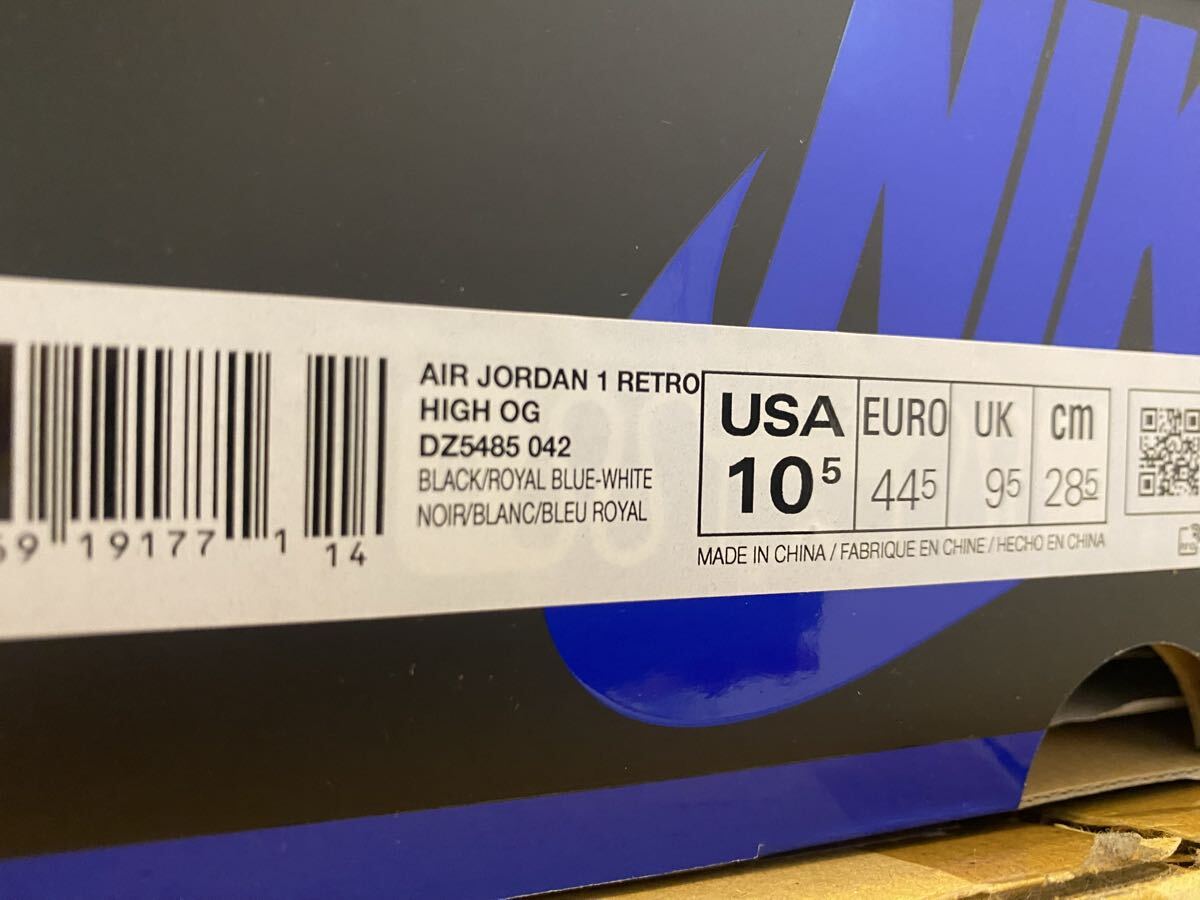 NIK
AIR JORDAN 1 RETRO
HIGH OG
DZ5485 042
BLACK/ROYAL BLUE-WHITE
NOIR/BLANC/BLEU ROYAL
USA EURO UK cm
10⁵ 44⁵ 9⁵ 28⁵
MADE IN CHINA / FABRIQUE EN CHINE / HECHO EN CHINA
69 19177 1 14